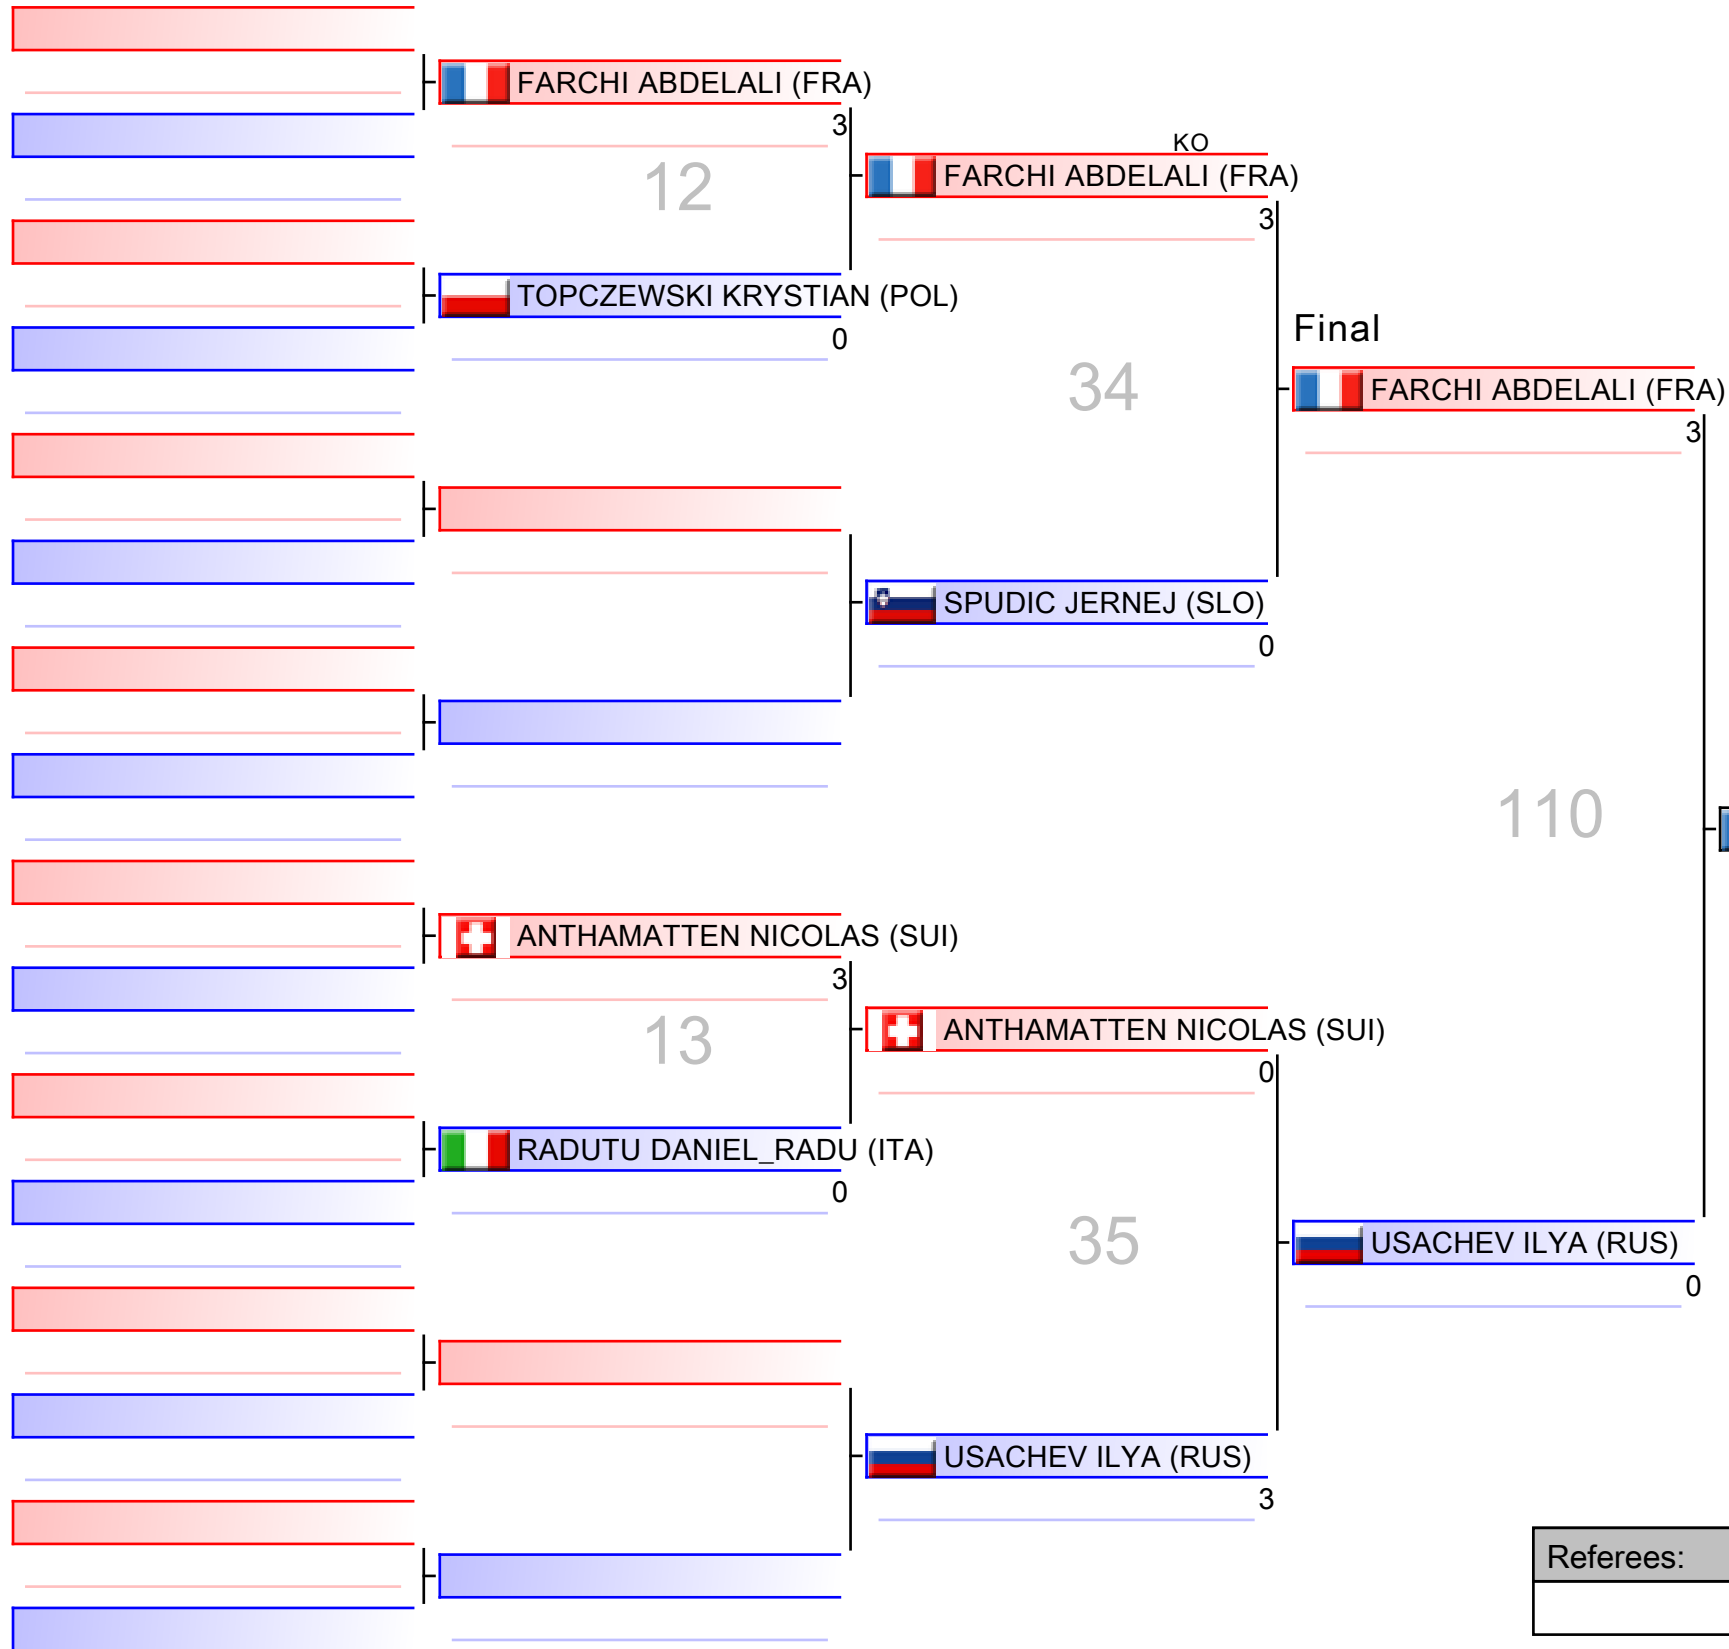 FARCHI ABDELALI (FRA)
3
12
TOPCZEWSKI KRYSTIAN (POL)
0
KO
FARCHI ABDELALI (FRA)
3
34
SPUDIC JERNEJ (SLO)
0
Final
FARCHI ABDELALI (FRA)
3
110
ANTHAMATTEN NICOLAS (SUI)
3
13
RADUTU DANIEL_RADU (ITA)
0
ANTHAMATTEN NICOLAS (SUI)
0
35
USACHEV ILYA (RUS)
3
USACHEV ILYA (RUS)
0
Referees: